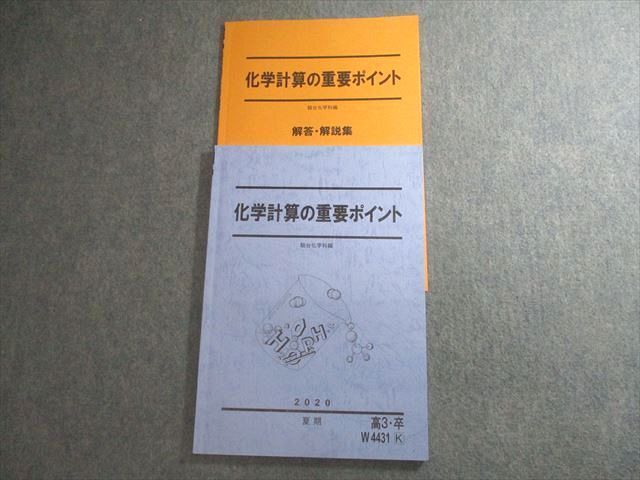 化学計算の重要ポイント
駿台化学科編
解答・解説集
化学計算の重要ポイント
駿台化学科編
2020
夏期
高3・卒
W4431 K